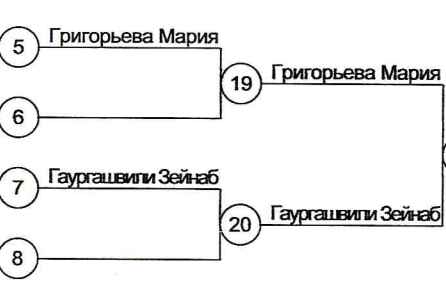 5 Григорьева Мария
19 Григорьева Мария
6
7 Гаургашвили Зейнаб
20 Гаургашвили Зейнаб
8